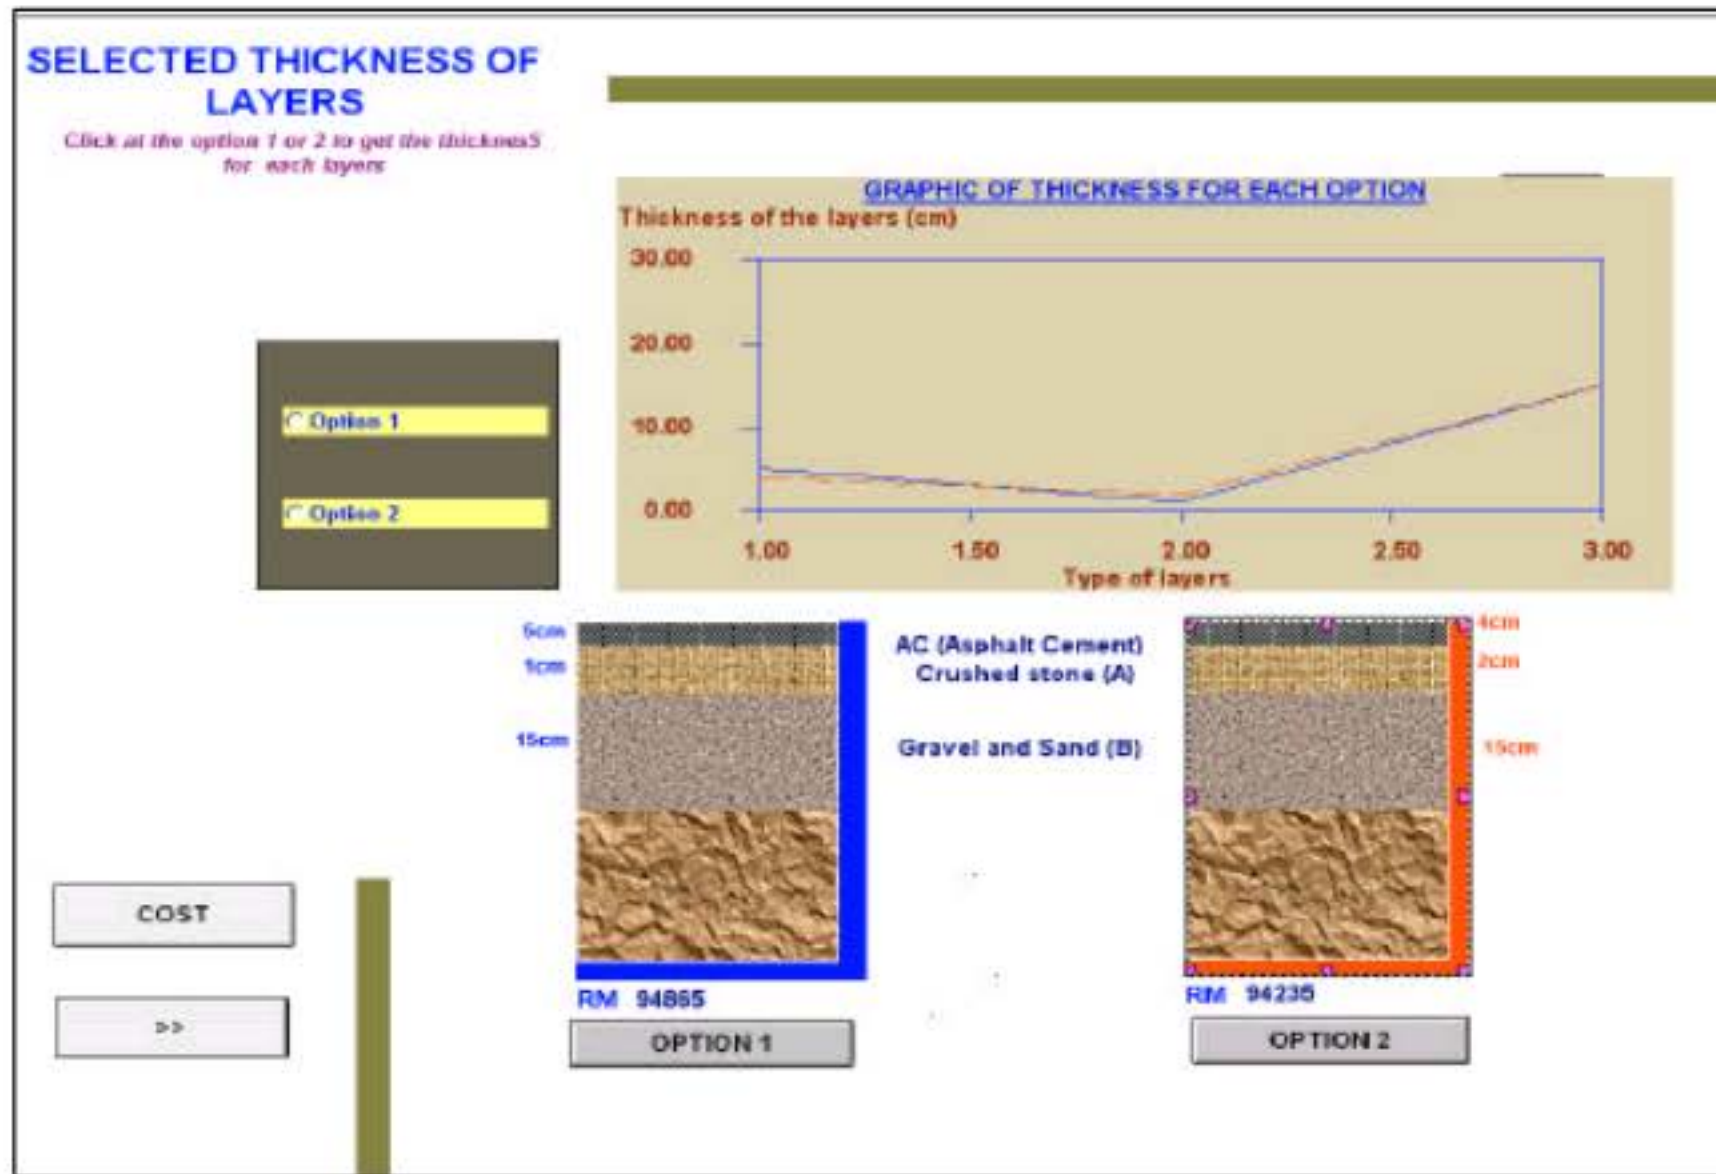 SELECTED THICKNESS OF
LAYERS
Click at the option 1 or 2 to get the thicknesS
for each layers
GRAPHIC OF THICKNESS FOR EACH OPTION
Thickness of the layers (cm)
30.00
20.00
10.00
0.00
1.00 1.50 2.00 2.50 3.00
Type of layers
Option 1
Option 2
5cm
1cm
15cm
AC (Asphalt Cement)
Crushed stone (A)
Gravel and Sand (B)
4cm
2cm
15cm
RM 94865
OPTION 1
RM 94235
OPTION 2
COST
>>